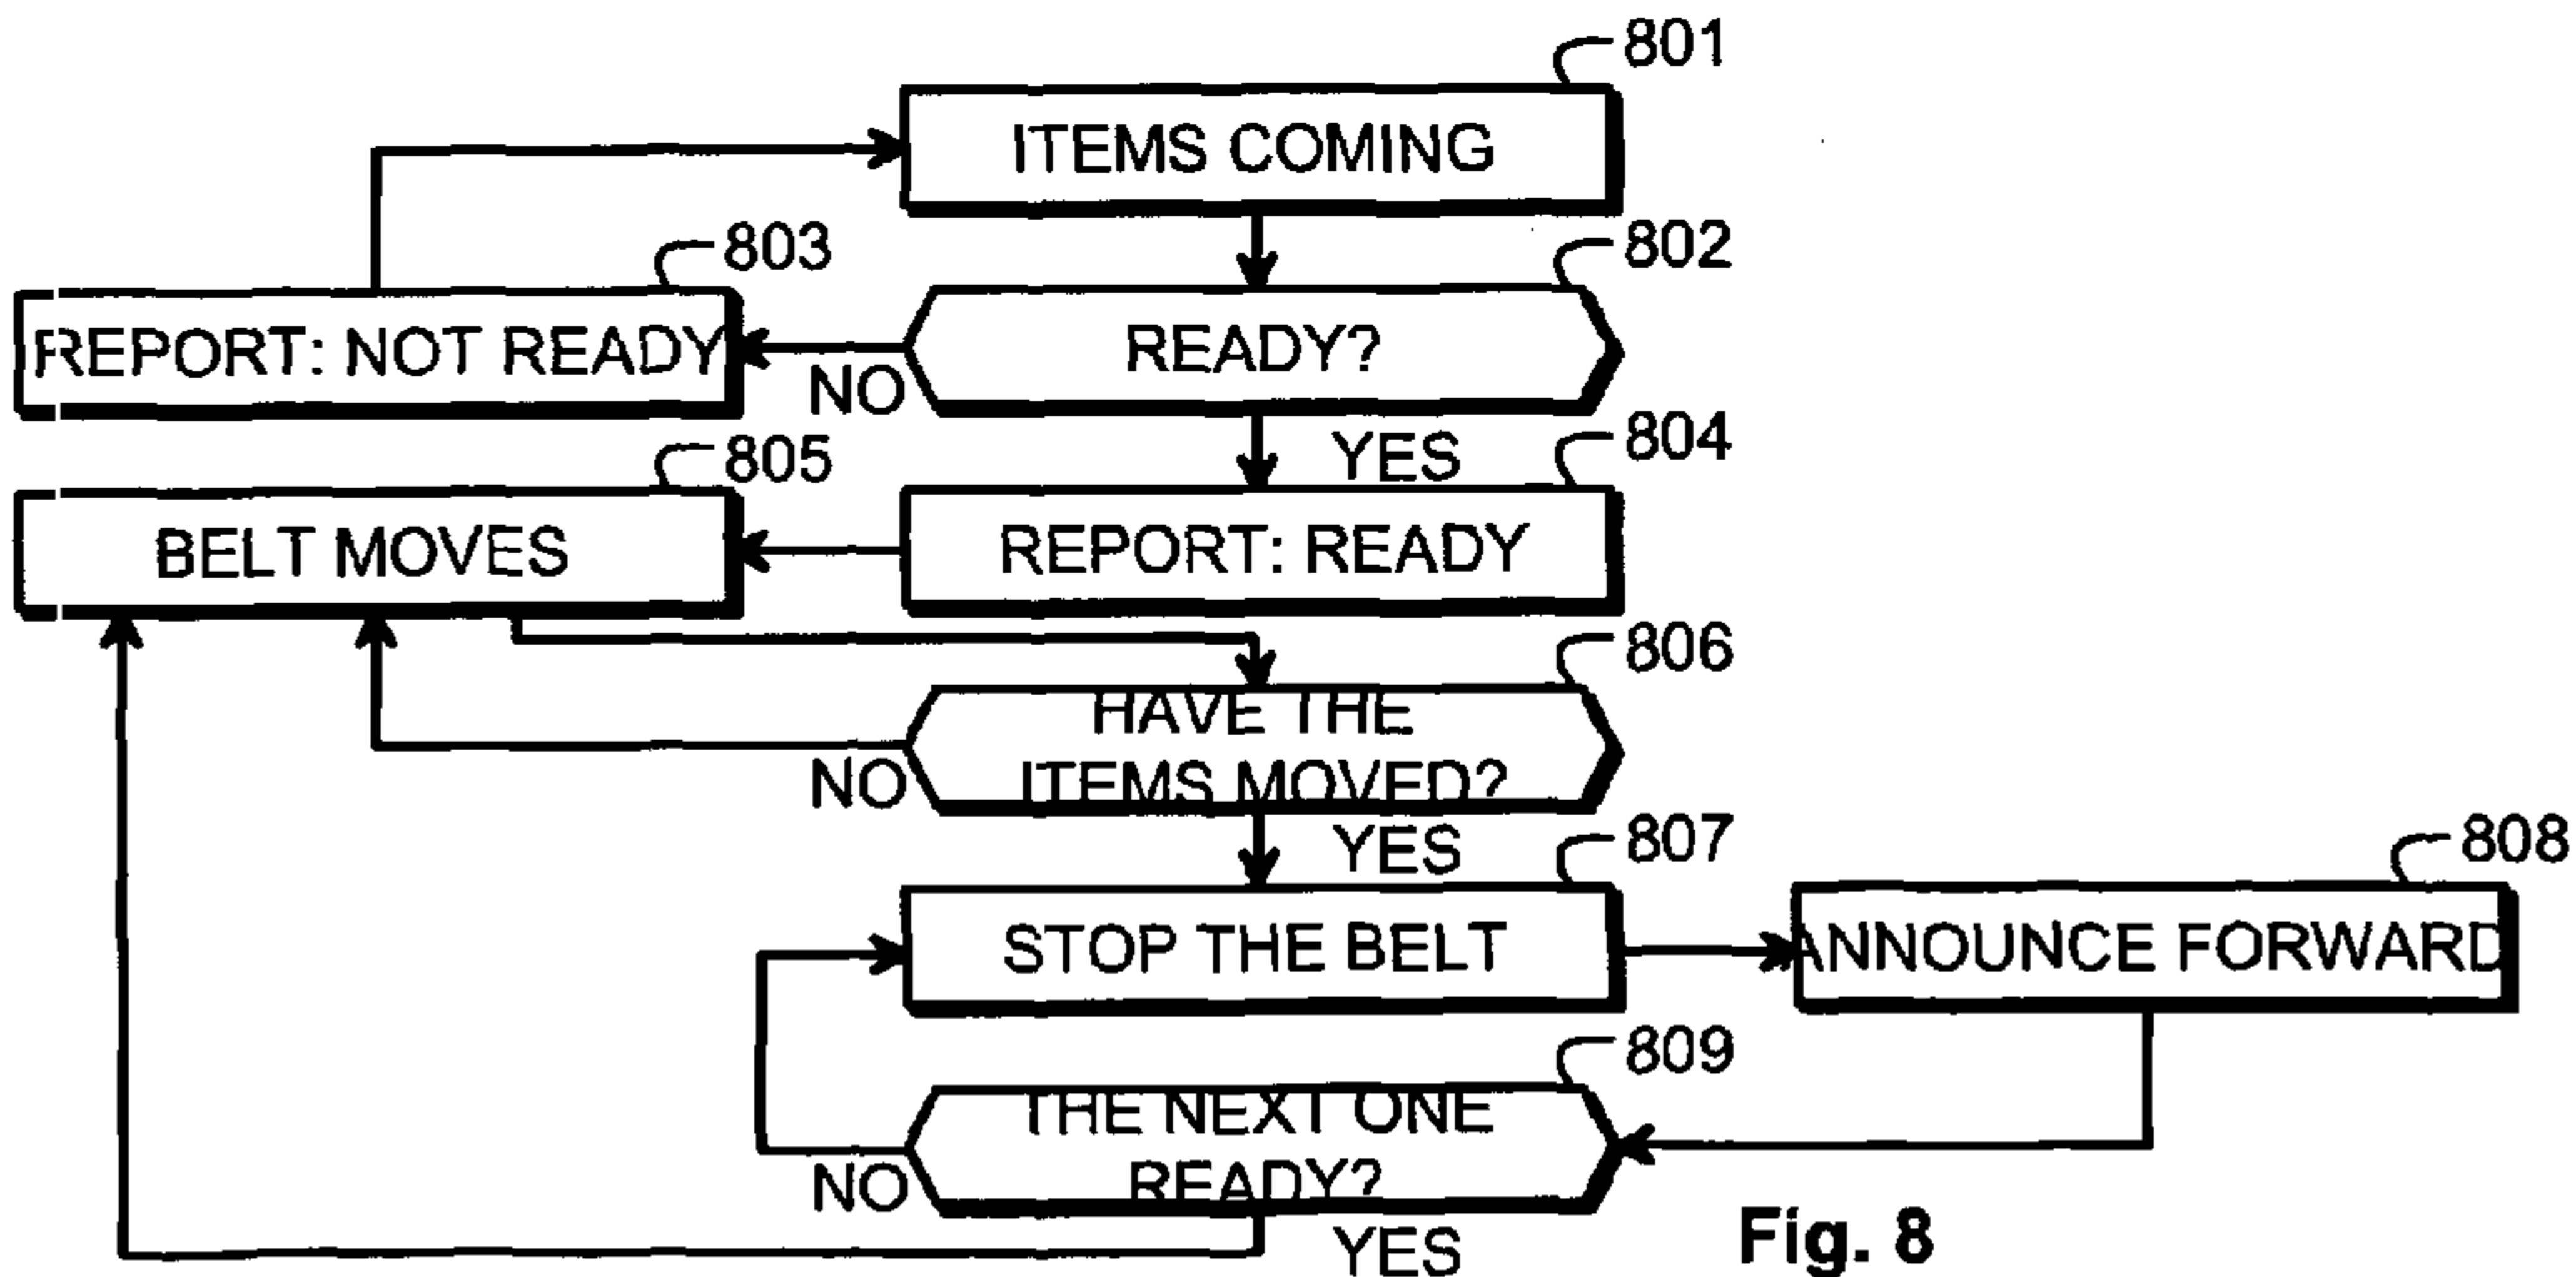 801
ITEMS COMING
803
802
REPORT: NOT READY
NO
READY?
805
YES
804
BELT MOVES
REPORT: READY
806
HAVE THE
ITEMS MOVED?
NO
YES
807
808
STOP THE BELT
ANNOUNCE FORWARD
809
THE NEXT ONE
READY?
NO
YES
Fig. 8